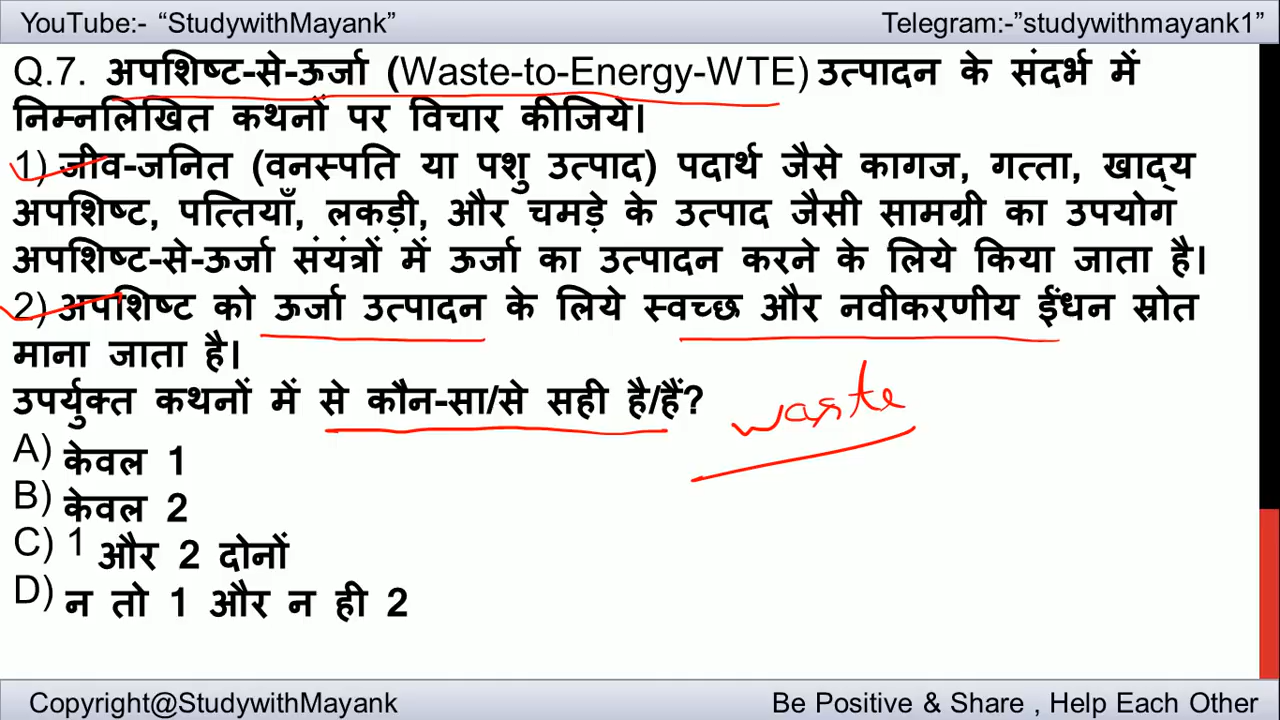 YouTube:- “StudywithMayank” Telegram:-”studywithmayank1”
Q.7. अपशिष्ट-से-ऊर्जा (Waste-to-Energy-WTE) उत्पादन के संदर्भ में
निम्नलिखित कथनों पर विचार कीजिये।
1) जीव-जनित (वनस्पति या पशु उत्पाद) पदार्थ जैसे कागज, गत्ता, खाद्य
अपशिष्ट, पत्तियाँ, लकड़ी, और चमड़े के उत्पाद जैसी सामग्री का उपयोग
अपशिष्ट-से-ऊर्जा संयंत्रों में ऊर्जा का उत्पादन करने के लिये किया जाता है।
2) अपशिष्ट को ऊर्जा उत्पादन के लिये स्वच्छ और नवीकरणीय ईंधन स्रोत
माना जाता है।
उपर्युक्त कथनों में से कौन-सा/से सही है/हैं?
waste
A) केवल 1
B) केवल 2
C) 1 और 2 दोनों
D) न तो 1 और न ही 2
Copyright@StudywithMayank Be Positive & Share , Help Each Other